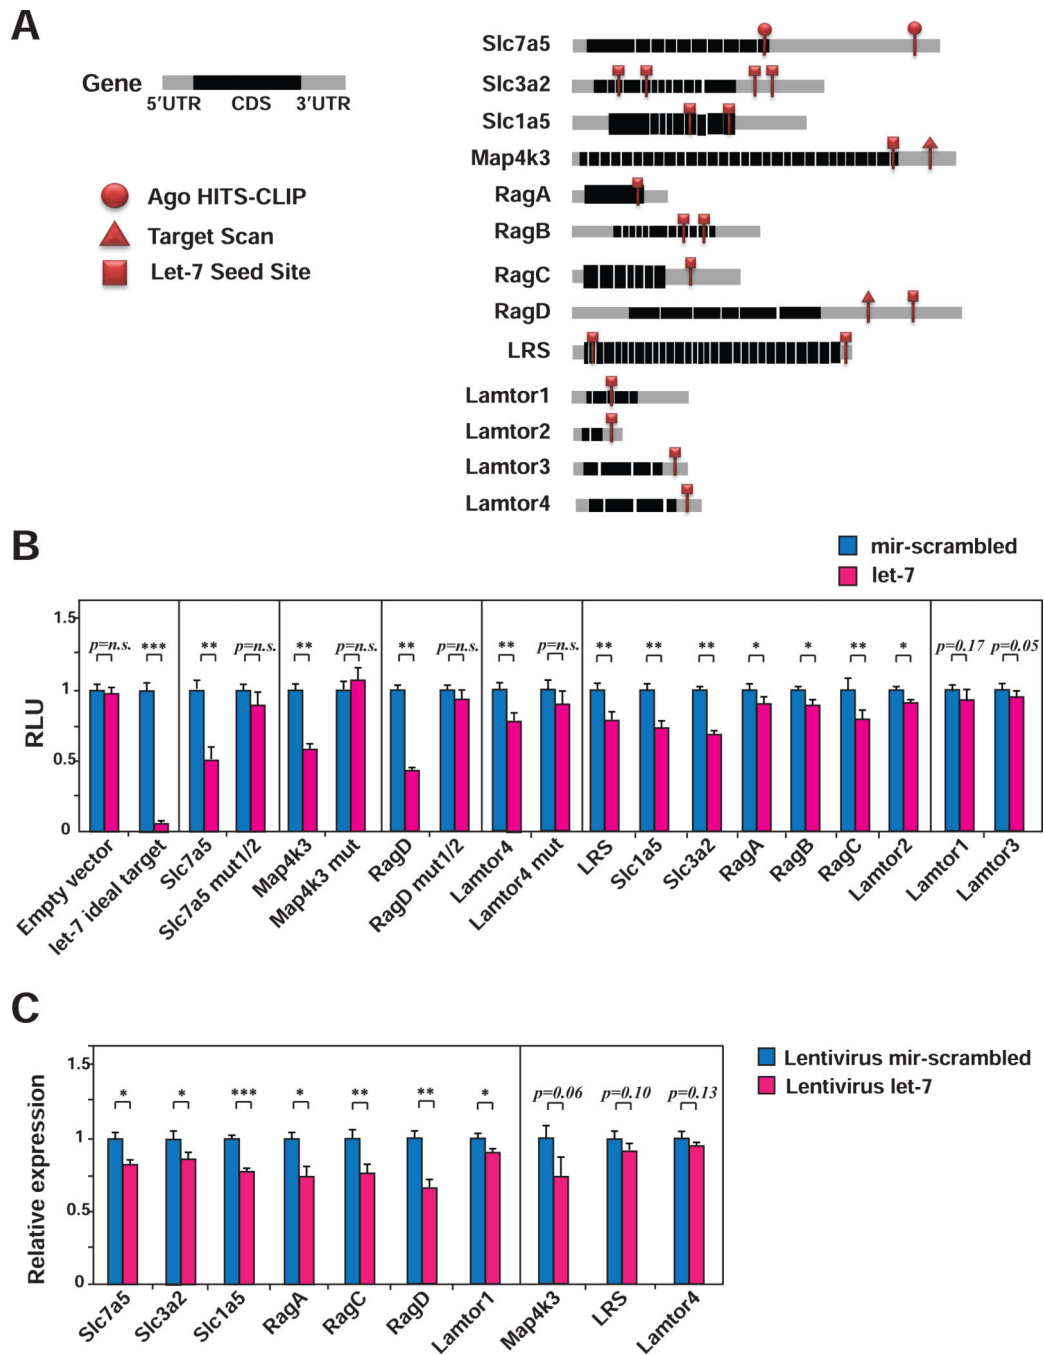 A
Gene
5'UTR CDS 3'UTR
Ago HITS-CLIP
Target Scan
Let-7 Seed Site
Slc7a5
Slc3a2
Slc1a5
Map4k3
RagA
RagB
RagC
RagD
LRS
Lamtor1
Lamtor2
Lamtor3
Lamtor4
B
mir-scrambled
let-7
RLU
1.5
1
0.5
0
p=n.s. *** ** p=n.s. ** p=n.s. ** p=n.s. ** p=n.s. ** ** ** * * ** * p=0.17 p=0.05
Empty vector
let-7 ideal target
Slc7a5
Slc7a5 mut1/2
Map4k3
Map4k3 mut
RagD
RagD mut1/2
Lamtor4
Lamtor4 mut
LRS
Slc1a5
Slc3a2
RagA
RagB
RagC
Lamtor2
Lamtor1
Lamtor3
C
Lentivirus mir-scrambled
Lentivirus let-7
Relative expression
1.5
1
0.5
0
* * *** * ** ** * p=0.06 p=0.10 p=0.13
Slc7a5
Slc3a2
Slc1a5
RagA
RagC
RagD
Lamtor1
Map4k3
LRS
Lamtor4